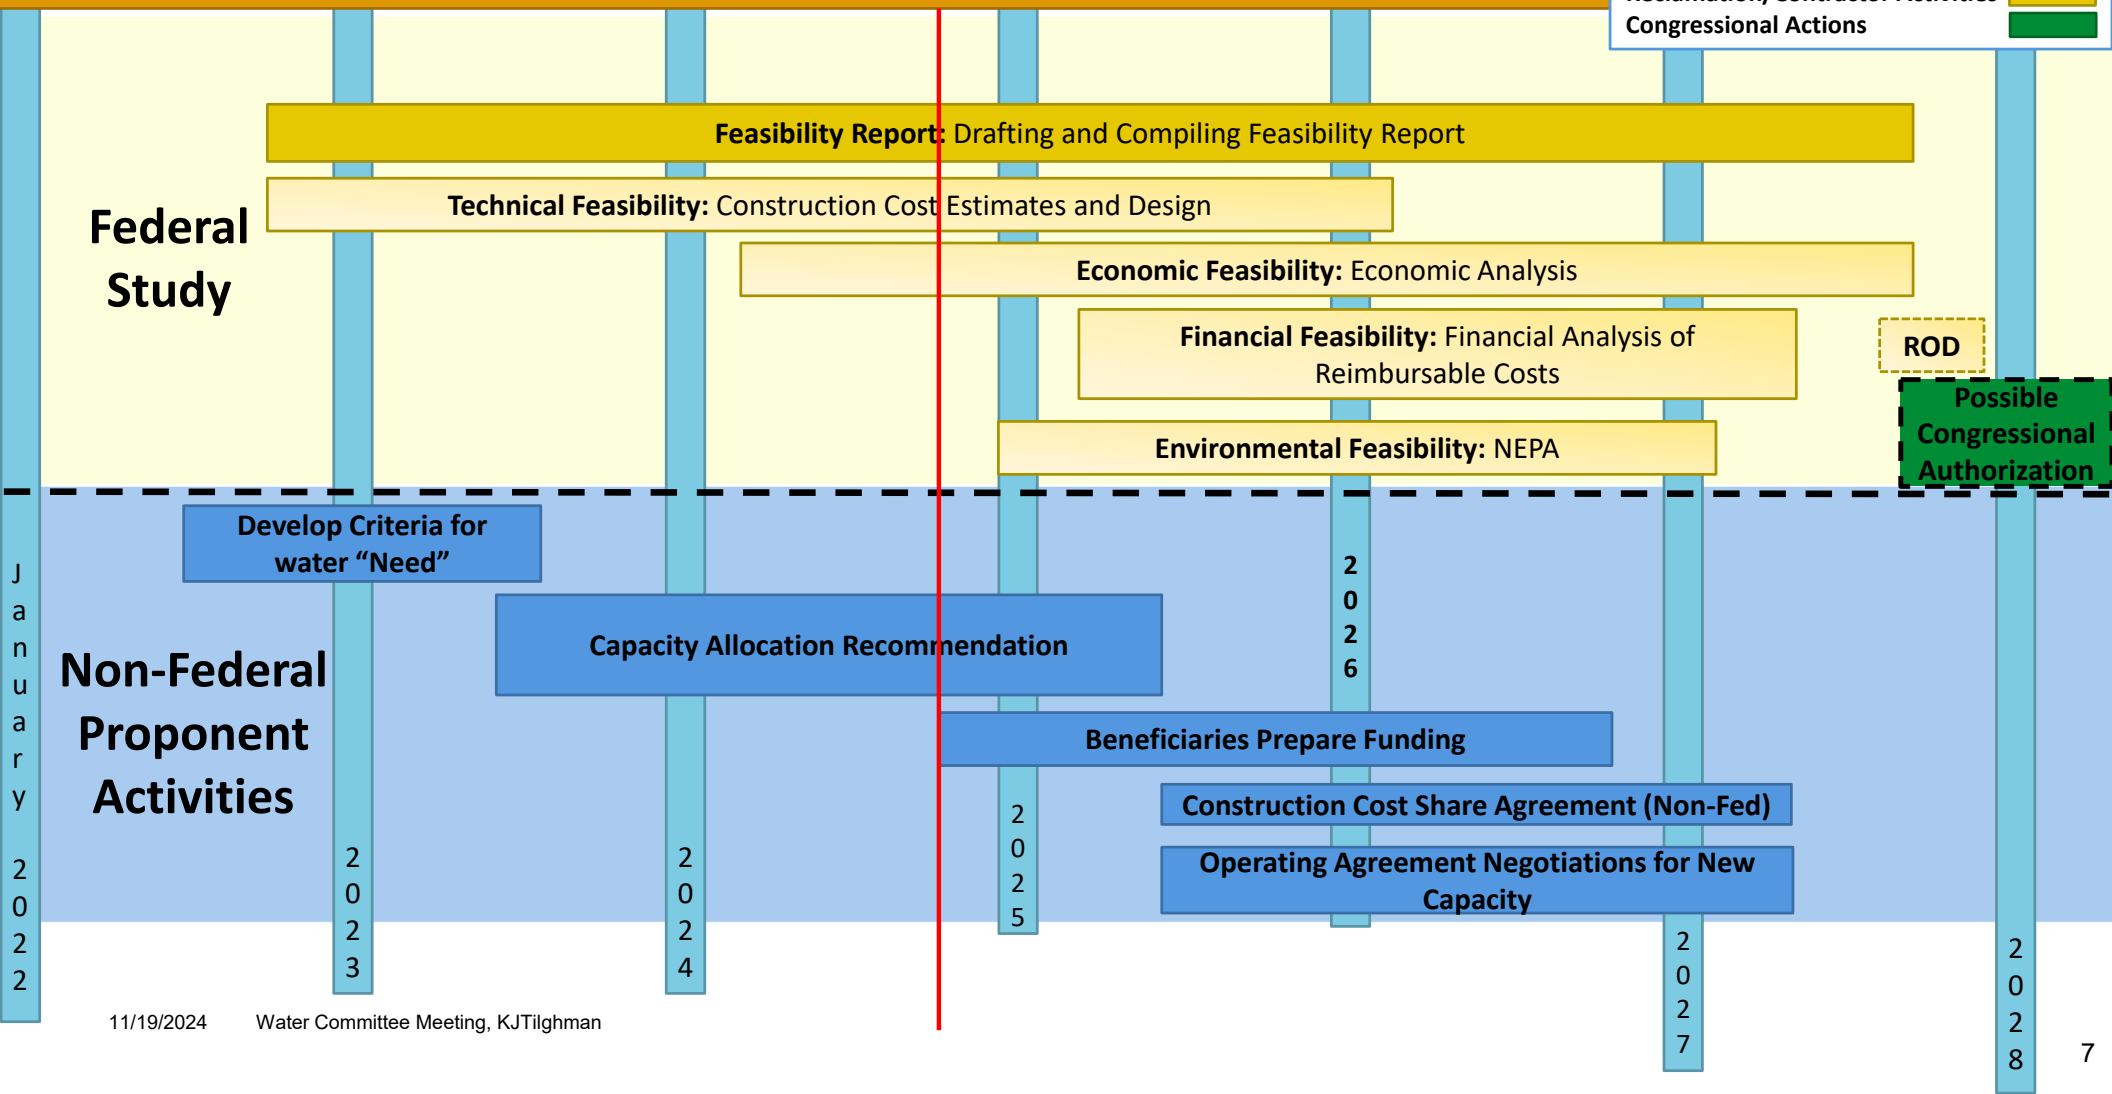 Congressional Actions
Feasibility Report: Drafting and Compiling Feasibility Report
Technical Feasibility: Construction Cost Estimates and Design
Federal
Study
Economic Feasibility: Economic Analysis
Financial Feasibility: Financial Analysis of
Reimbursable Costs
ROD
Possible
Congressional
Authorization
Environmental Feasibility: NEPA
Develop Criteria for
water “Need”
Capacity Allocation Recommendation
Non-Federal
Proponent
Activities
Beneficiaries Prepare Funding
Construction Cost Share Agreement (Non-Fed)
Operating Agreement Negotiations for New
Capacity
January 2022
2023
2024
2025
2026
2027
2028
11/19/2024 Water Committee Meeting, KJTilghman
7